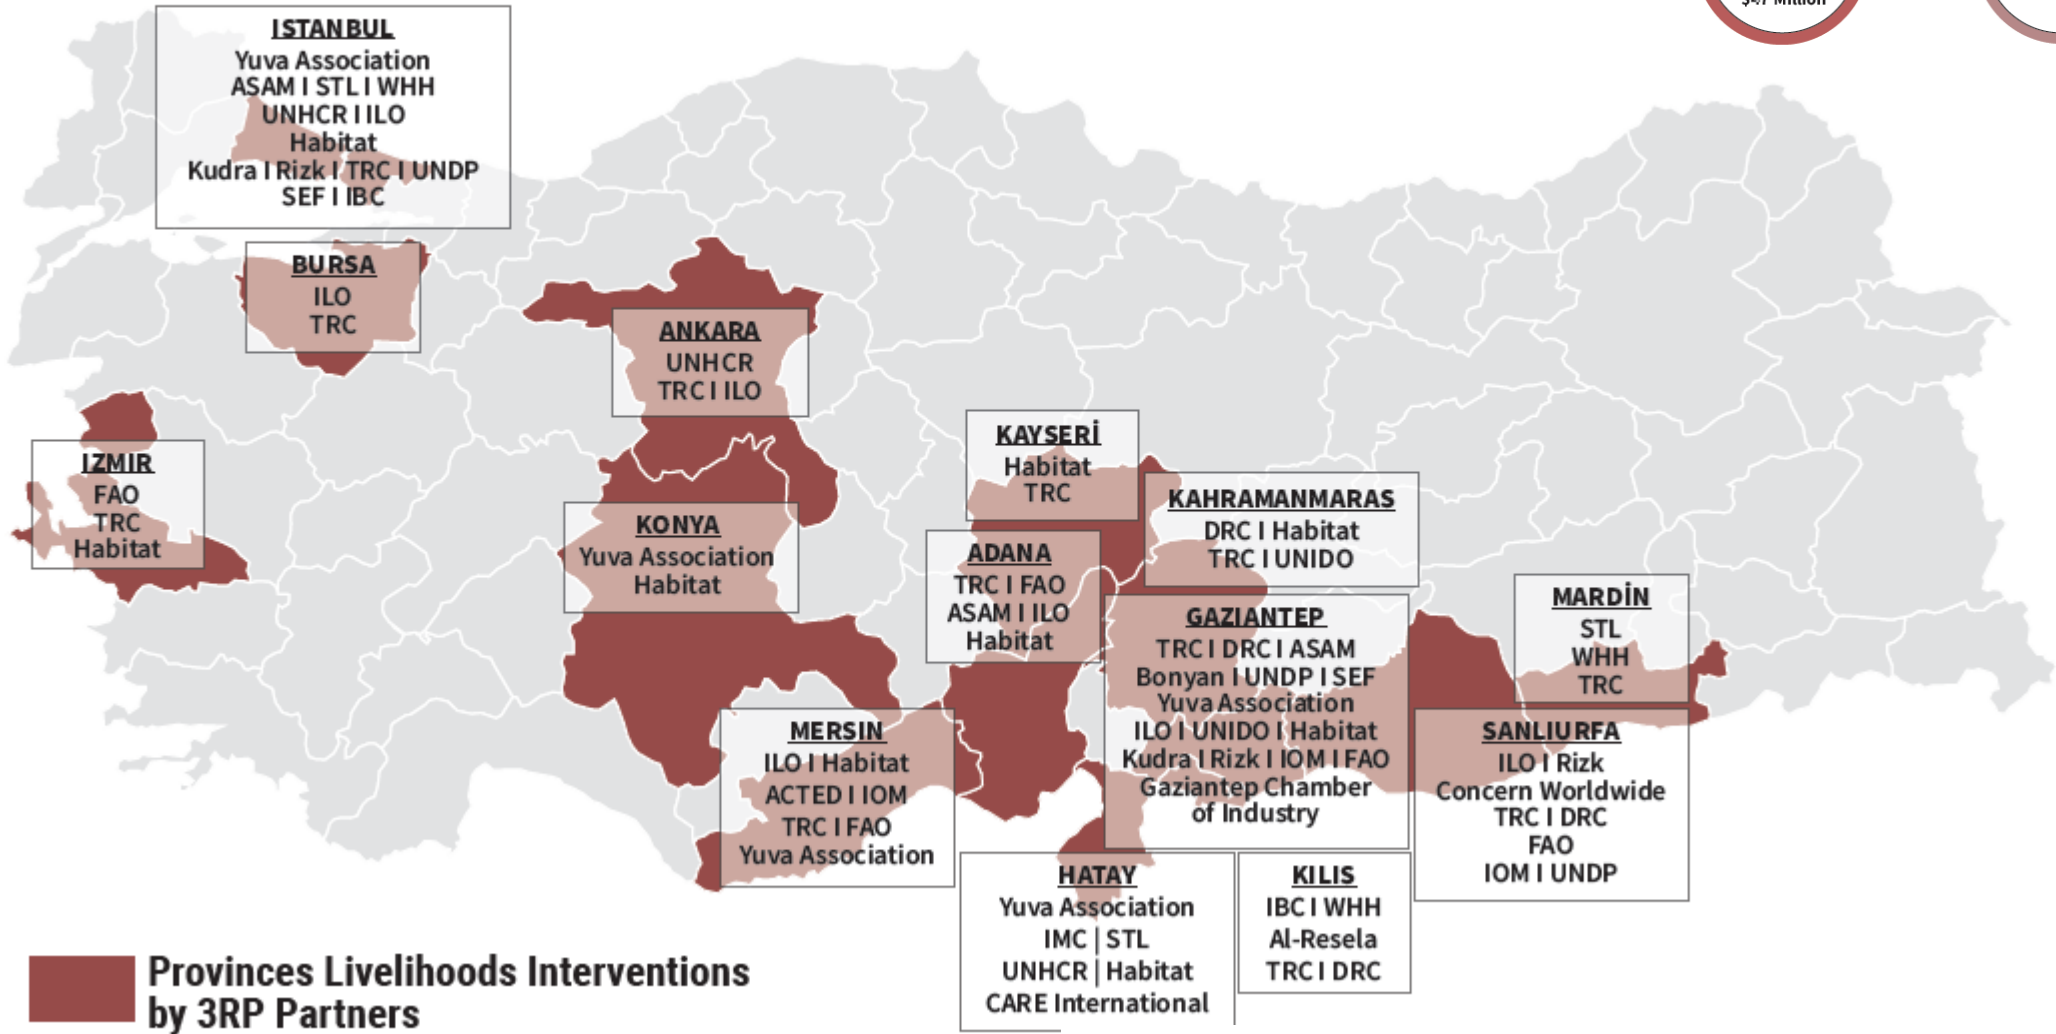 $47 Million
ISTANBUL
Yuva Association
ASAM I STL I WHH
UNHCR I ILO
Habitat
Kudra I Rizk I TRC I UNDP
SEF I IBC
BURSA
ILO
TRC
ANKARA
UNHCR
TRC I ILO
IZMIR
FAO
TRC
Habitat
KONYA
Yuva Association
Habitat
KAYSERİ
Habitat
TRC
KAHRAMANMARAS
DRC I Habitat
TRC I UNIDO
ADANA
TRC I FAO
ASAM I ILO
Habitat
GAZIANTEP
TRC I DRC I ASAM
Bonyan I UNDP I SEF
Yuva Association
ILO I UNIDO I Habitat
Kudra I Rizk I IOM I FAO
Gaziantep Chamber
of Industry
MARDİN
STL
WHH
TRC
MERSIN
ILO I Habitat
ACTED I IOM
TRC I FAO
Yuva Association
SANLIURFA
ILO I Rizk
Concern Worldwide
TRC I DRC
FAO
IOM I UNDP
HATAY
Yuva Association
IMC | STL
UNHCR | Habitat
CARE International
KILIS
IBC I WHH
Al-Resela
TRC I DRC
Provinces Livelihoods Interventions
by 3RP Partners